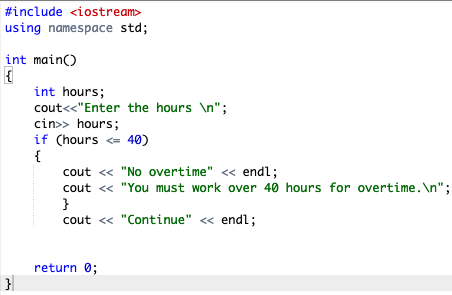 #include <iostream>
using namespace std;
int main()
{
int hours;
cout<<"Enter the hours \n";
cin>> hours;
if (hours <= 40)
{
cout << "No overtime" << endl;
cout << "You must work over 40 hours for overtime.\n";
}
cout << "Continue" << endl;
return 0;
}